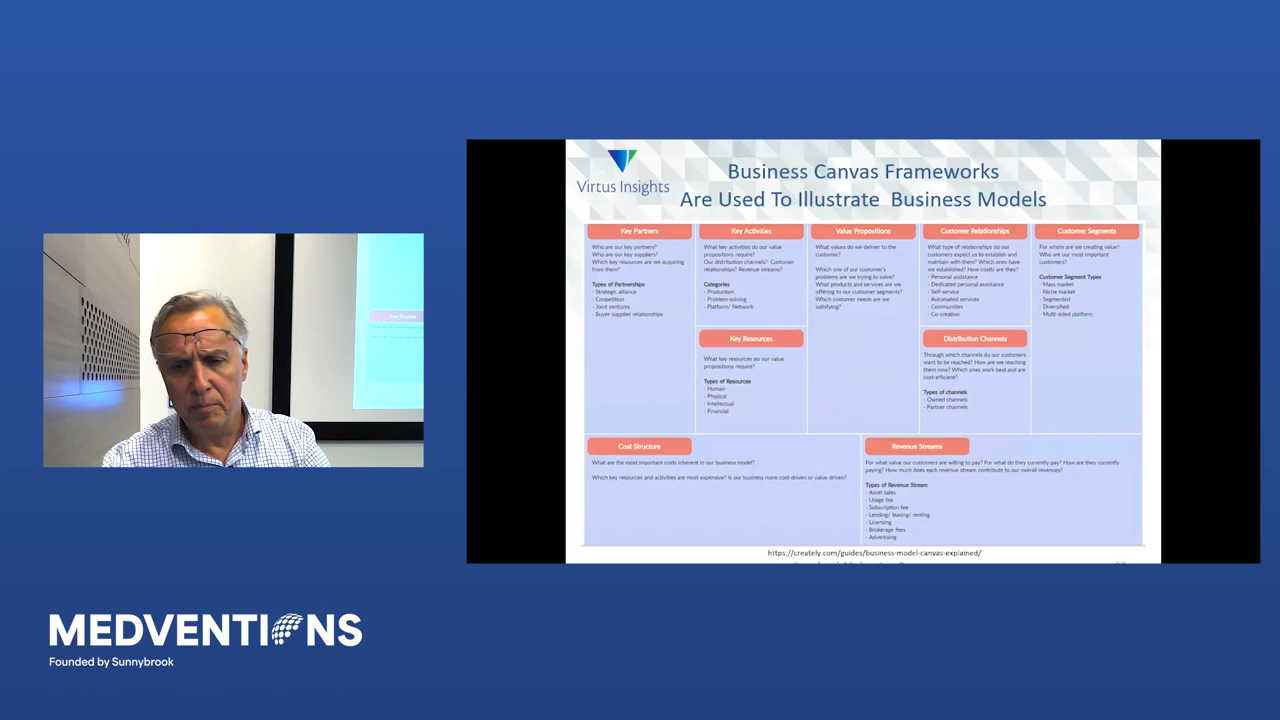 Virtus Insights
Business Canvas Frameworks
Are Used To Illustrate Business Models
Key Partners
Who are our key partners?
Who are our key suppliers?
Which key resources are we acquiring
from them?
Types of Partnerships
- Strategic alliance
- Coopetition
- Joint ventures
- Buyer-supplier relationships
Key Activities
What key activities do our value
propositions require?
Our distribution channels? Customer
relationships? Revenue streams?
Categories
- Production
- Problem-solving
- Platform/ Network
Key Resources
What key resources do our value
propositions require?
Types of Resources
- Human
- Physical
- Intellectual
- Financial
Value Propositions
What values do we deliver to the
customer?
Which one of our customer's
problems are we trying to solve?
What products and services are we
offering to our customer segments?
Which customer needs are we
satisfying?
Customer Relationships
What type of relationships do our
customers expect us to establish and
maintain with them? Which ones have
we established? How costly are they?
- Personal assistance
- Dedicated personal assistance
- Self-service
- Automated services
- Communities
- Co-creation
Distribution Channels
Through which channels do our customers
want to be reached? How are we reaching
them now? Which ones work best and are
cost-efficient?
Types of channels
- Owned channels
- Partner channels
Customer Segments
For whom are we creating value?
Who are our most important
customers?
Customer Segment Types
- Mass market
- Niche market
- Segmented
- Diversified
- Multi-sided platform
Cost Structure
What are the most important costs inherent in our business model?
Which key resources and activities are most expensive? Is our business more cost-driven or value-driven?
Revenue Streams
For what value our customers are willing to pay? For what do they currently pay? How are they currently
paying? How much does each revenue stream contribute to our overall revenues?
Types of Revenue Stream
- Asset sales
- Usage fee
- Subscription fee
- Lending/ leasing/ renting
- Licensing
- Brokerage fees
- Advertising
https://creately.com/guides/business-model-canvas-explained/
MEDVENTIONS
Founded by Sunnybrook